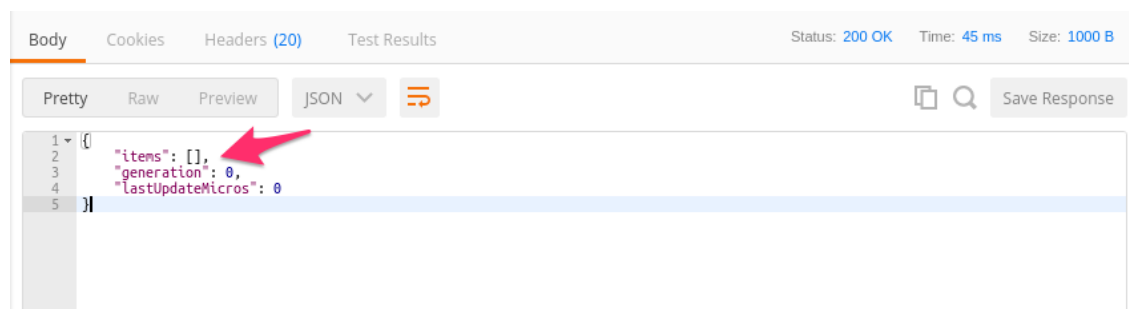 Body Cookies Headers (20) Test Results Status: 200 OK Time: 45 ms Size: 1000 B
Pretty Raw Preview JSON Save Response
1 {
2 "items": [],
3 "generation": 0,
4 "lastUpdateMicros": 0
5 }